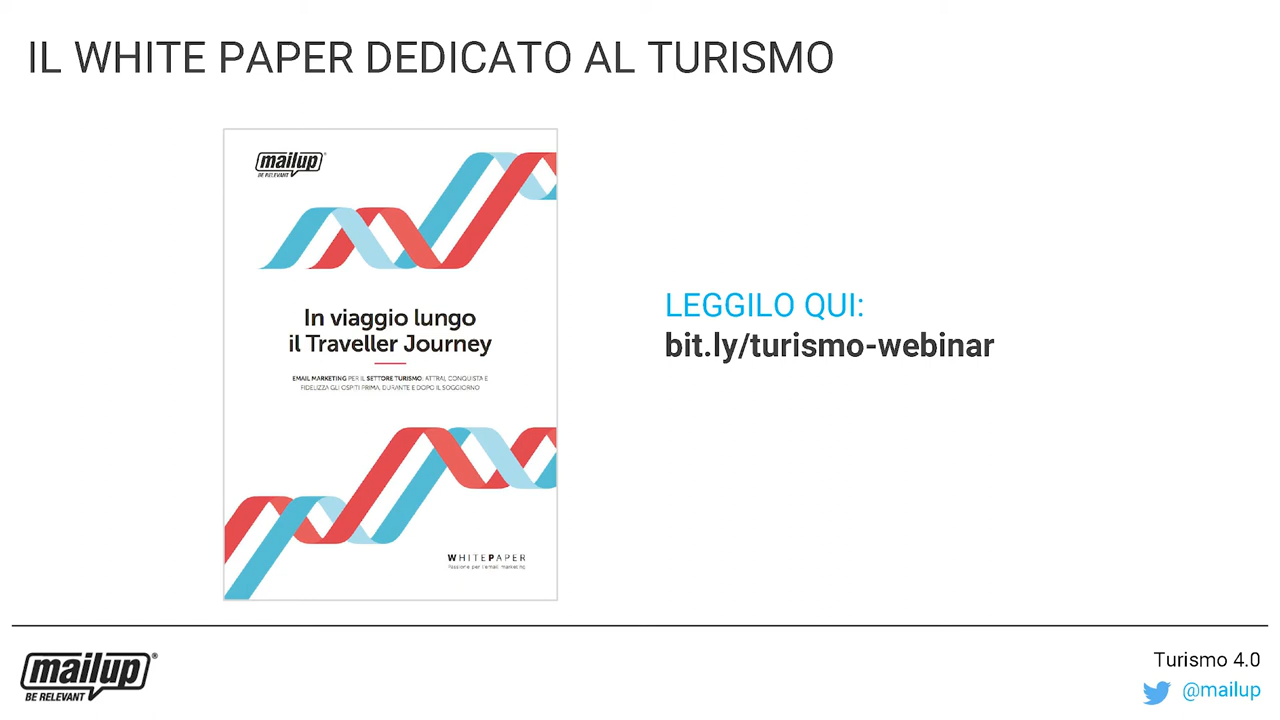 IL WHITE PAPER DEDICATO AL TURISMO
mailup®
BE RELEVANT
In viaggio lungo
il Traveller Journey
EMAIL MARKETING PER IL SETTORE TURISMO: ATTRAI, CONQUISTA E
FIDELIZZA GLI OSPITI PRIMA, DURANTE E DOPO IL SOGGIORNO
WHITEPAPER
Passione per l'email marketing
LEGGILO QUI:
bit.ly/turismo-webinar
mailup®
BE RELEVANT
Turismo 4.0
@mailup